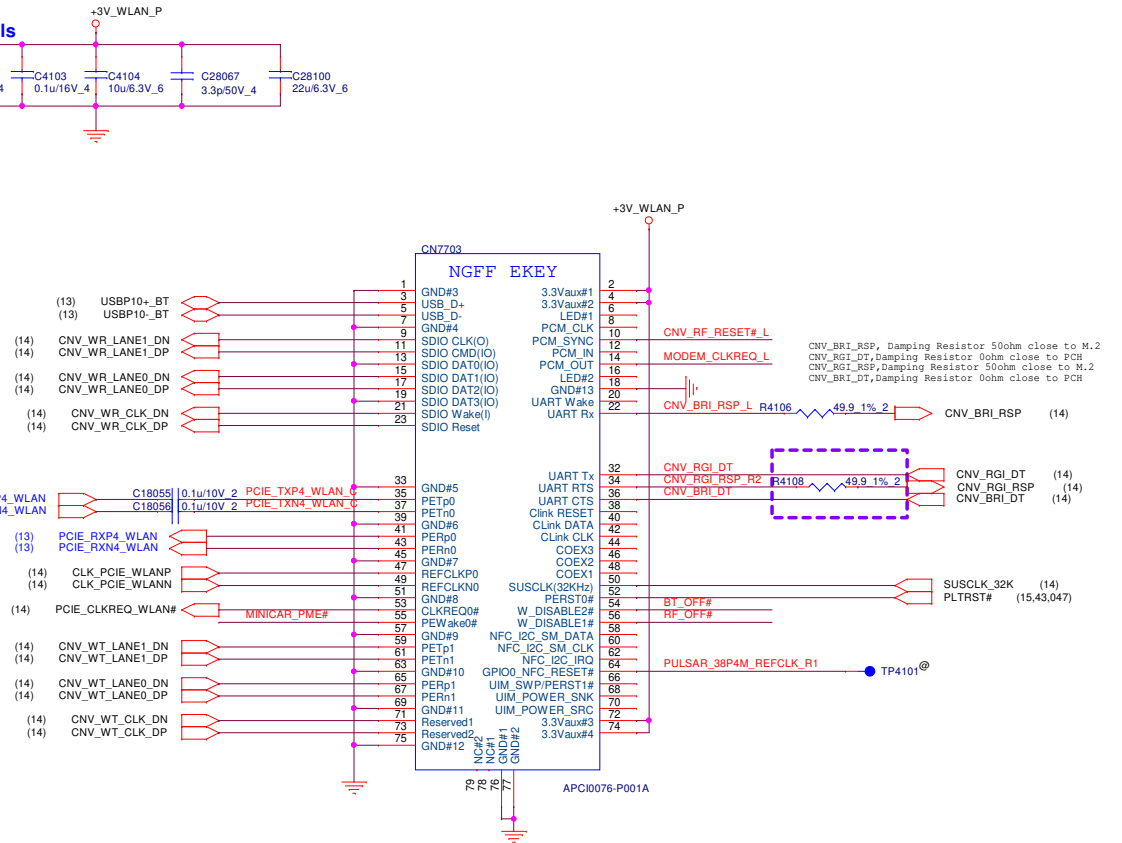 +3V_WLAN_P
ls
4
C4103
0.1u/16V_4
C4104
10u/6.3V_6
C28067
3.3p/50V_4
C28100
22u/6.3V_6
+3V_WLAN_P
CN7703
NGFF EKEY
(13) USBP10+_BT
(13) USBP10-_BT
(14) CNV_WR_LANE1_DN
(14) CNV_WR_LANE1_DP
(14) CNV_WR_LANE0_DN
(14) CNV_WR_LANE0_DP
(14) CNV_WR_CLK_DN
(14) CNV_WR_CLK_DP
P4_WLAN
C18055 0.1u/10V_2 PCIE_TXP4_WLAN_C
N4_WLAN
C18056 0.1u/10V_2 PCIE_TXN4_WLAN_C
(13) PCIE_RXP4_WLAN
(13) PCIE_RXN4_WLAN
(14) CLK_PCIE_WLANP
(14) CLK_PCIE_WLANN
(14) PCIE_CLKREQ_WLAN#
MINICAR_PME#
(14) CNV_WT_LANE1_DN
(14) CNV_WT_LANE1_DP
(14) CNV_WT_LANE0_DN
(14) CNV_WT_LANE0_DP
(14) CNV_WT_CLK_DN
(14) CNV_WT_CLK_DP
1 GND#3
3 USB_D+
5 USB_D-
7 GND#4
9 SDIO CLK(O)
11 SDIO CMD(IO)
13 SDIO DAT0(IO)
15 SDIO DAT1(IO)
17 SDIO DAT2(IO)
19 SDIO DAT3(IO)
21 SDIO Wake(I)
23 SDIO Reset
33 GND#5
35 PETp0
37 PETn0
39 GND#6
41 PERp0
43 PERn0
45 GND#7
47 REFCLKP0
49 REFCLKN0
51 GND#8
53 CLKREQ0#
55 PEWake0#
57 GND#9
59 PETp1
61 PETn1
63 GND#10
65 PERp1
67 PERn1
69 GND#11
71 Reserved1
73 Reserved2
75 GND#12
3.3Vaux#1 2
3.3Vaux#2 4
LED#1 6
PCM_CLK 8
PCM_SYNC 10
PCM_IN 12
PCM_OUT 14
LED#2 16
GND#13 18
UART Wake 20
UART Rx 22
UART Tx 32
UART RTS 34
UART CTS 36
Clink RESET 38
CLink DATA 40
CLink CLK 42
COEX3 44
COEX2 46
COEX1 48
SUSCLK(32KHz) 50
PERST0# 52
W_DISABLE2# 54
W_DISABLE1# 56
NFC_I2C_SM_DATA 58
NFC_I2C_SM_CLK 60
NFC_I2C_IRQ 62
GPIO0_NFC_RESET# 64
UIM_SWP/PERST1# 66
UIM_POWER_SNK 68
UIM_POWER_SRC 70
3.3Vaux#3 72
3.3Vaux#4 74
NC#2 79
NC#1 78
GND#1 76
GND#2 77
APCI0076-P001A
CNV_RF_RESET#_L
MODEM_CLKREQ_L
CNV_BRI_RSP, Damping Resistor 50ohm close to M.2
CNV_RGI_DT,Damping Resistor 0ohm close to PCH
CNV_RGI_RSP,Damping Resistor 50ohm close to M.2
CNV_BRI_DT,Damping Resistor 0ohm close to PCH
CNV_BRI_RSP_L R4106 49.9_1%_2 CNV_BRI_RSP (14)
CNV_RGI_DT CNV_RGI_DT (14)
CNV_RGI_RSP_R2 R4108 49.9_1%_2 CNV_RGI_RSP (14)
CNV_BRI_DT CNV_BRI_DT (14)
SUSCLK_32K (14)
PLTRST# (15,43,047)
BT_OFF#
RF_OFF#
PULSAR_38P4M_REFCLK_R1 TP4101 @